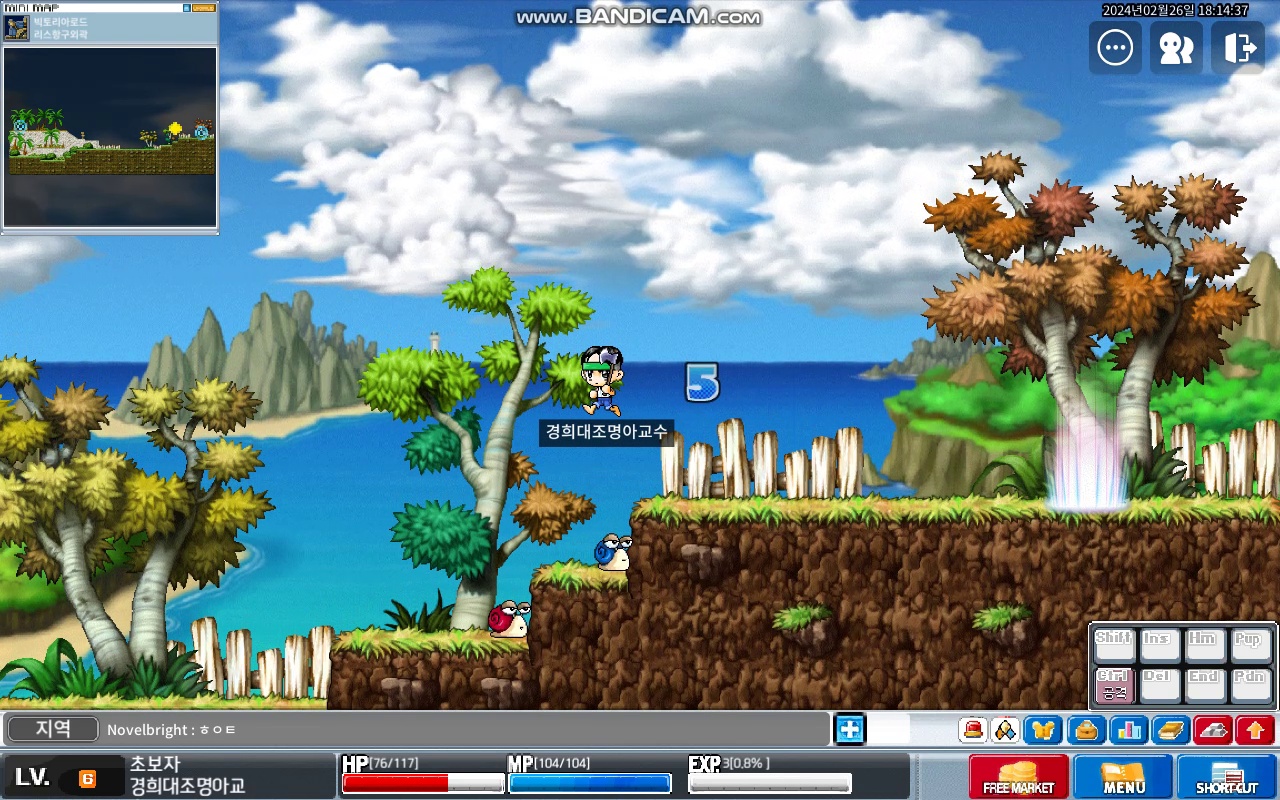 MINI MAP
WORLD
www.BANDICAM.com
2024년02월26일 18:14:37
빅토리아로드
리스항구외곽
5
경희대조명아교수
Shift Ins Hm Pup
Ctrl Del End Pdn
공격
지역
Novelbright : ㅎㅇㅌ
LV. 6
초보자
경희대조명아교
HP[76/117]
MP[104/104]
EXP. 3[0.8% ]
FREE MARKET
MENU
SHORTCUT